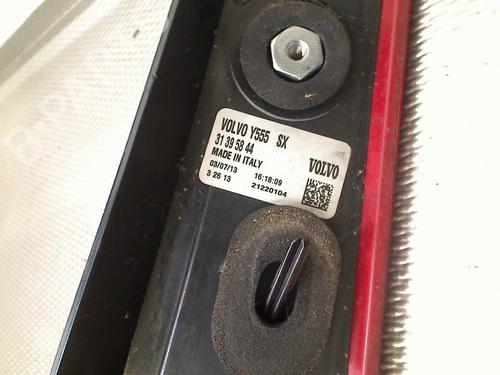 VOLVO Y555 SX
31 39 58 44
MADE IN ITALY
VOLVO
03/07/13 16:18:09
3 26 13 21220104